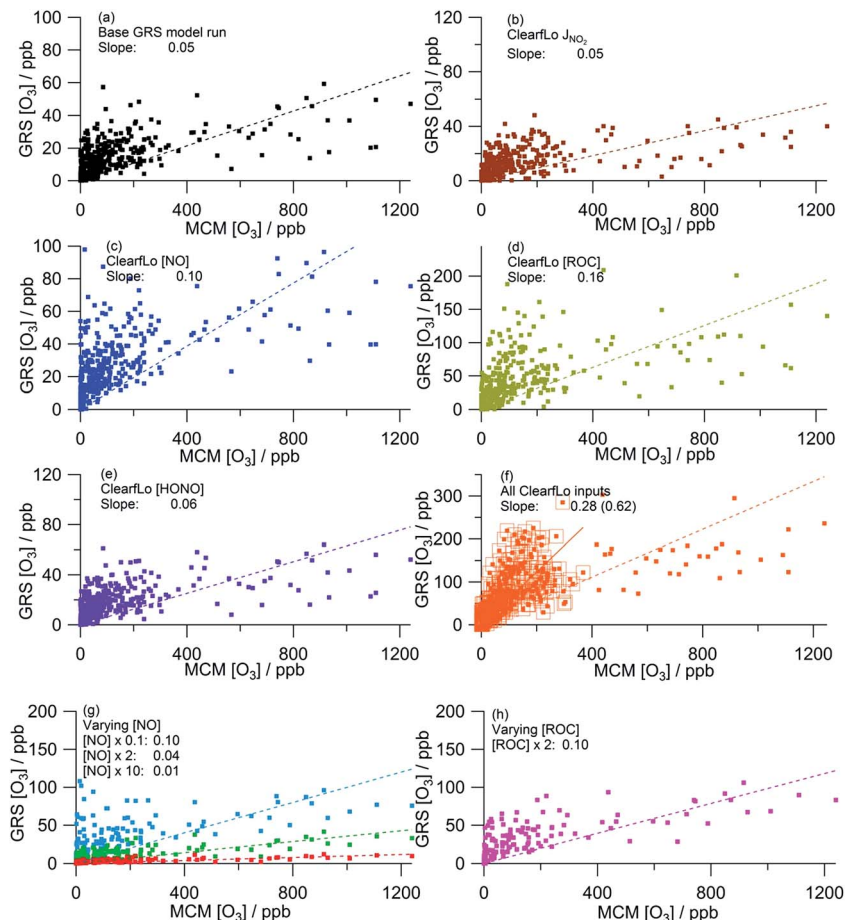 (a)
Base GRS model run
Slope: 0.05
GRS [O3] / ppb
100
80
60
40
20
0
0 400 800 1200
MCM [O3] / ppb
(b)
ClearfLo JNO2
Slope: 0.05
GRS [O3] / ppb
120
80
40
0
0 400 800 1200
MCM [O3] / ppb
(c)
ClearfLo [NO]
Slope: 0.10
GRS [O3] / ppb
100
80
60
40
20
0
0 400 800 1200
MCM [O3] / ppb
(d)
ClearfLo [ROC]
Slope: 0.16
GRS [O3] / ppb
200
150
100
50
0
0 400 800 1200
MCM [O3] / ppb
(e)
ClearfLo [HONO]
Slope: 0.06
GRS [O3] / ppb
120
80
40
0
0 400 800 1200
MCM [O3] / ppb
(f)
All ClearfLo inputs
Slope: 0.28 (0.62)
GRS [O3] / ppb
300
200
100
0
0 400 800 1200
MCM [O3] / ppb
(g)
Varying [NO]
[NO] x 0.1: 0.10
[NO] x 2: 0.04
[NO] x 10: 0.01
GRS [O3] / ppb
200
150
100
50
0
0 400 800 1200
MCM [O3] / ppb
(h)
Varying [ROC]
[ROC] x 2: 0.10
GRS [O3] / ppb
200
150
100
50
0
0 400 800 1200
MCM [O3] / ppb